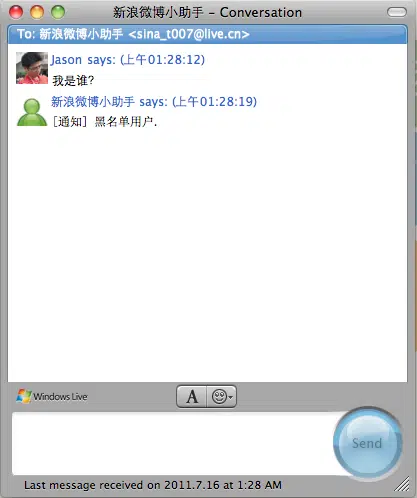 新浪微博小助手 – Conversation
To: 新浪微博小助手 <sina_t007@live.cn>
Jason says: (上午01:28:12)
我是谁?
新浪微博小助手 says: (上午01:28:19)
[通知] 黑名单用户.
Windows Live
A
Send
Last message received on 2011.7.16 at 1:28 AM